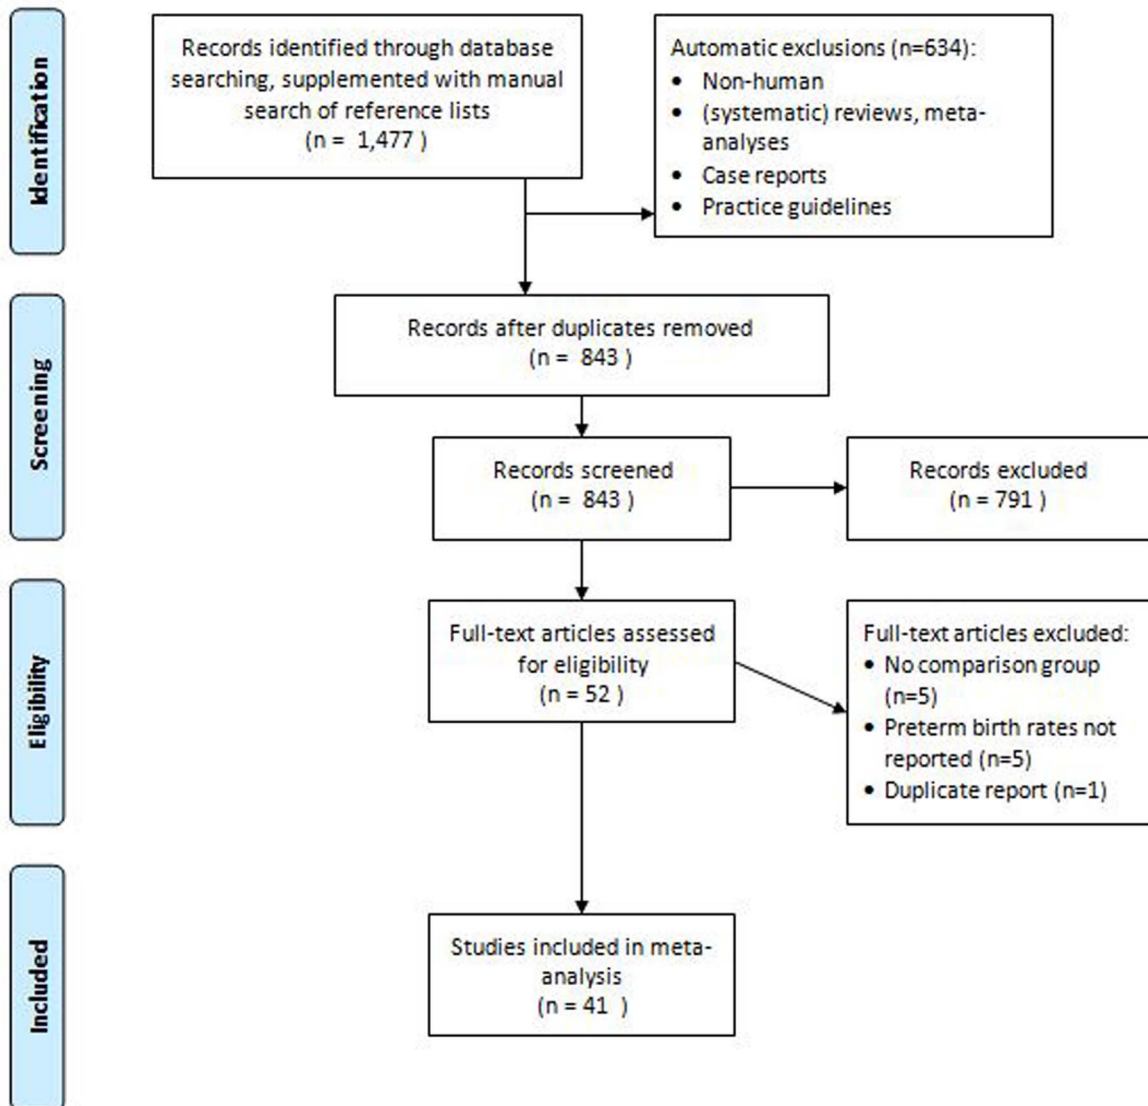 Identification
Records identified through database
searching, supplemented with manual
search of reference lists
(n = 1,477 )
Automatic exclusions (n=634):
• Non-human
• (systematic) reviews, meta-
analyses
• Case reports
• Practice guidelines
Screening
Records after duplicates removed
(n = 843 )
Records screened
(n = 843 )
Records excluded
(n = 791 )
Eligibility
Full-text articles assessed
for eligibility
(n = 52 )
Full-text articles excluded:
• No comparison group
(n=5)
• Preterm birth rates not
reported (n=5)
• Duplicate report (n=1)
Included
Studies included in meta-
analysis
(n = 41 )